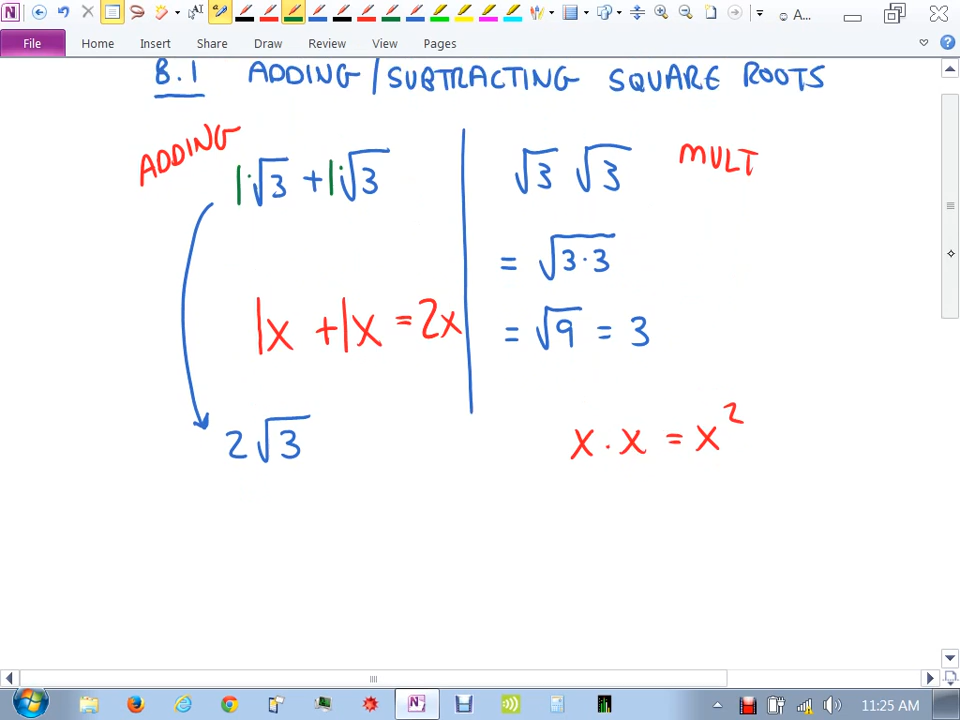 A...
File Home Insert Share Draw Review View Pages
8.1 ADDING/SUBTRACTING SQUARE ROOTS
ADDING
1·√3 + 1·√3
1x + 1x = 2x
2√3
MULT
√3 √3
= √3·3
= √9 = 3
x · x = x²
11:25 AM